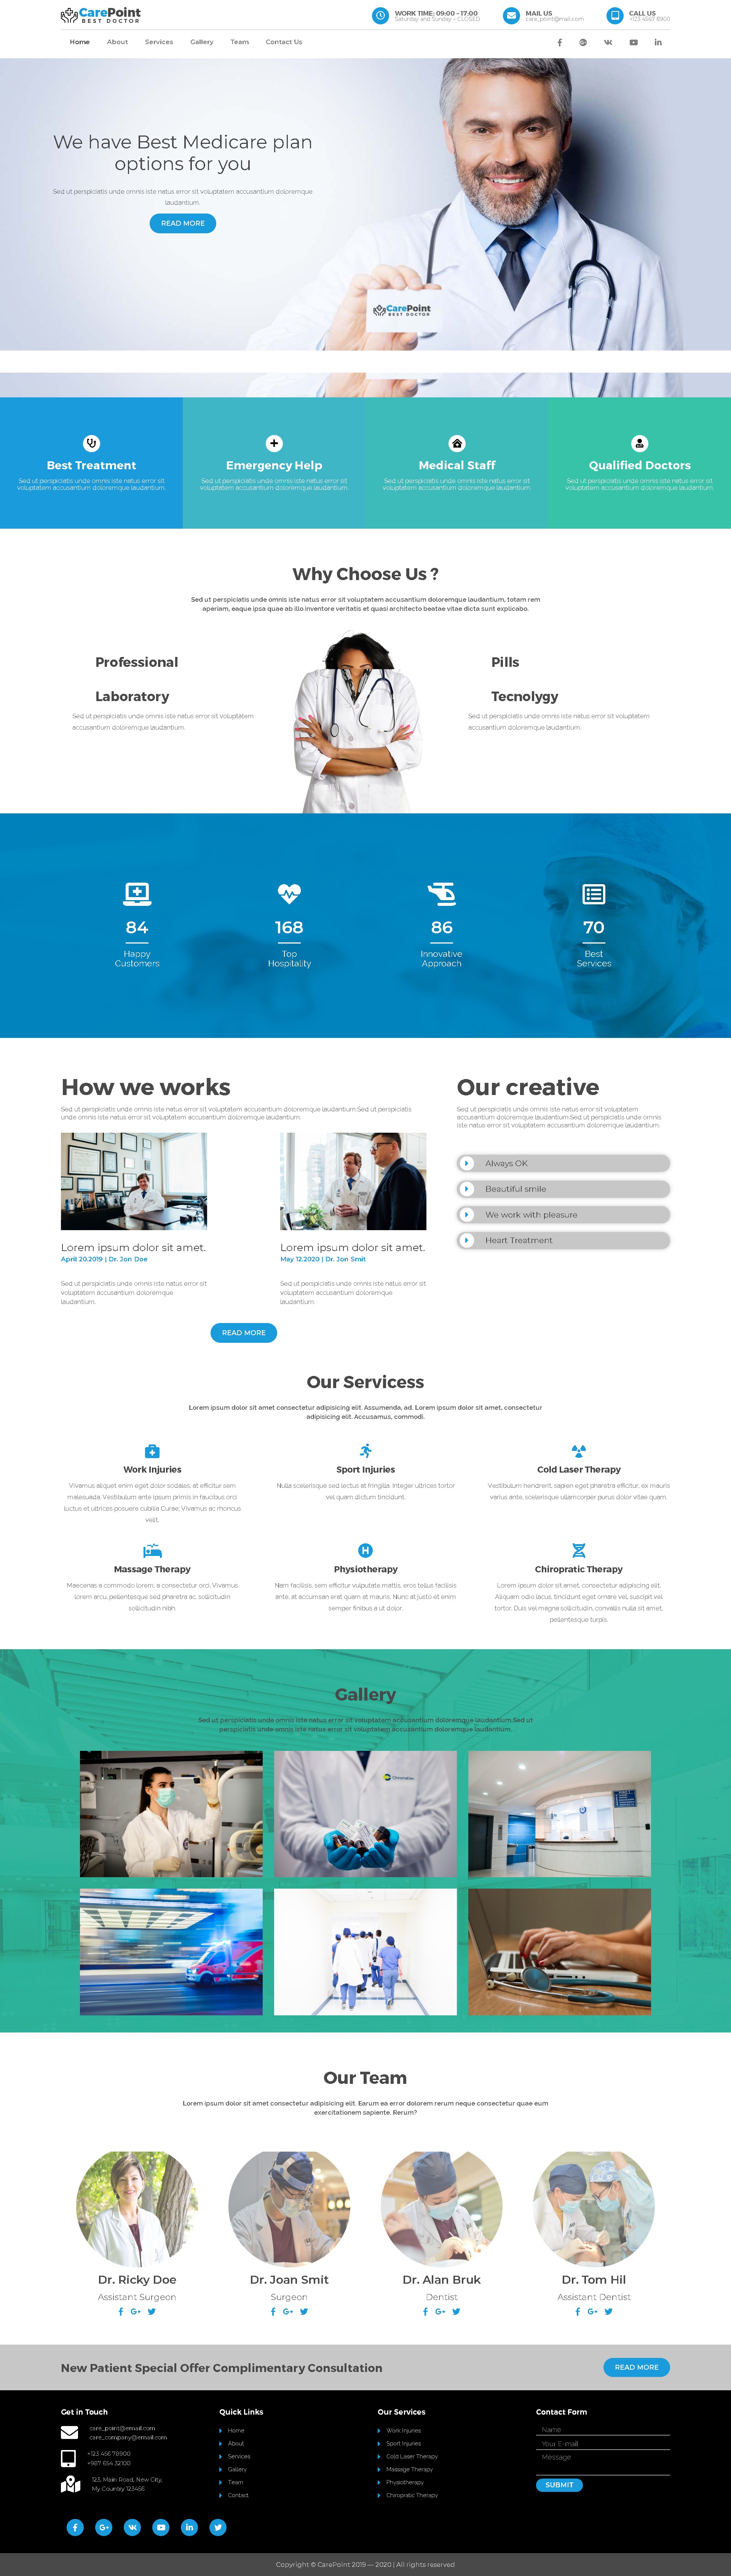 CarePoint
BEST DOCTOR
WORK TIME: 09:00 - 17:00
Saturday and Sunday – CLOSED
MAIL US
care_point@mail.com
CALL US
+123 4567 8900
Home About Services Gallery Team Contact Us
We have Best Medicare plan
options for you
Sed ut perspiciatis unde omnis iste natus error sit voluptatem accusantium doloremque
laudantium.
READ MORE
CarePoint
BEST DOCTOR
Best Treatment
Sed ut perspiciatis unde omnis iste natus error sit
voluptatem accusantium doloremque laudantium.
Emergency Help
Sed ut perspiciatis unde omnis iste natus error sit
voluptatem accusantium doloremque laudantium.
Medical Staff
Sed ut perspiciatis unde omnis iste natus error sit
voluptatem accusantium doloremque laudantium.
Qualified Doctors
Sed ut perspiciatis unde omnis iste natus error sit
voluptatem accusantium doloremque laudantium.
Why Choose Us ?
Sed ut perspiciatis unde omnis iste natus error sit voluptatem accusantium doloremque laudantium, totam rem
aperiam, eaque ipsa quae ab illo inventore veritatis et quasi architecto beatae vitae dicta sunt explicabo.
Professional
Laboratory
Sed ut perspiciatis unde omnis iste natus error sit voluptatem
accusantium doloremque laudantium.
Pills
Tecnolygy
Sed ut perspiciatis unde omnis iste natus error sit voluptatem
accusantium doloremque laudantium.
84
Happy
Customers
168
Top
Hospitality
86
Innovative
Approach
70
Best
Services
How we works
Sed ut perspiciatis unde omnis iste natus error sit voluptatem accusantium doloremque laudantium.Sed ut perspiciatis
unde omnis iste natus error sit voluptatem accusantium doloremque laudantium.
Lorem ipsum dolor sit amet.
April 20.2019 | Dr. Jon Doe
Sed ut perspiciatis unde omnis iste natus error sit
voluptatem accusantium doloremque
laudantium.
Lorem ipsum dolor sit amet.
May 12.2020 | Dr. Jon Smit
Sed ut perspiciatis unde omnis iste natus error sit
voluptatem accusantium doloremque
laudantium.
READ MORE
Our creative
Sed ut perspiciatis unde omnis iste natus error sit voluptatem
accusantium doloremque laudantium.Sed ut perspiciatis unde omnis
iste natus error sit voluptatem accusantium doloremque laudantium.
Always OK
Beautiful smile
We work with pleasure
Heart Treatment
Our Servicess
Lorem ipsum dolor sit amet consectetur adipisicing elit. Assumenda, ad. Lorem ipsum dolor sit amet, consectetur
adipisicing elit. Accusamus, commodi.
Work Injuries
Vivamus aliquet enim eget dolor sodales, at efficitur sem
malesuada. Vestibulum ante ipsum primis in faucibus orci
luctus et ultrices posuere cubilia Curae; Vivamus ac rhoncus
velit.
Sport Injuries
Nulla scelerisque sed lectus at fringilla. Integer ultrices tortor
vel quam dictum tincidunt.
Cold Laser Therapy
Vestibulum hendrerit, sapien eget pharetra efficitur, ex mauris
varius ante, scelerisque ullamcorper purus dolor vitae quam.
Massage Therapy
Maecenas a commodo lorem, a consectetur orci. Vivamus
lorem arcu, pellentesque sed pharetra ac, sollicitudin
sollicitudin nibh.
Physiotherapy
Nam facilisis, sem efficitur vulputate mattis, eros tellus facilisis
ante, at accumsan erat quam at mauris. Nunc at justo et enim
semper finibus a ut dolor.
Chiropratic Therapy
Lorem ipsum dolor sit amet, consectetur adipiscing elit.
Aliquam odio lacus, tincidunt eget ornare vel, suscipit vel
tortor. Duis vel magna sollicitudin, convallis nulla sit amet,
pellentesque turpis.
Gallery
Sed ut perspiciatis unde omnis iste natus error sit voluptatem accusantium doloremque laudantium.Sed ut
perspiciatis unde omnis iste natus error sit voluptatem accusantium doloremque laudantium.
Our Team
Lorem ipsum dolor sit amet consectetur adipisicing elit. Earum ea error dolorem rerum neque consectetur quae eum
exercitationem sapiente. Rerum?
Dr. Ricky Doe
Assistant Surgeon
Dr. Joan Smit
Surgeon
Dr. Alan Bruk
Dentist
Dr. Tom Hil
Assistant Dentist
New Patient Special Offer Complimentary Consultation
READ MORE
Get in Touch
care_point@email.com
care_company@email.com
+123 456 78900
+987 654 32100
123, Main Road, New City,
My Country 123456
Quick Links
Home
About
Services
Gallery
Team
Contact
Our Services
Work Injuries
Sport Injuries
Cold Laser Therapy
Massage Therapy
Physiotherapy
Chiropratic Therapy
Contact Form
Name
Your E-mail
Message
SUBMIT
Copyright © CarePoint 2019 — 2020 | All rights reserved